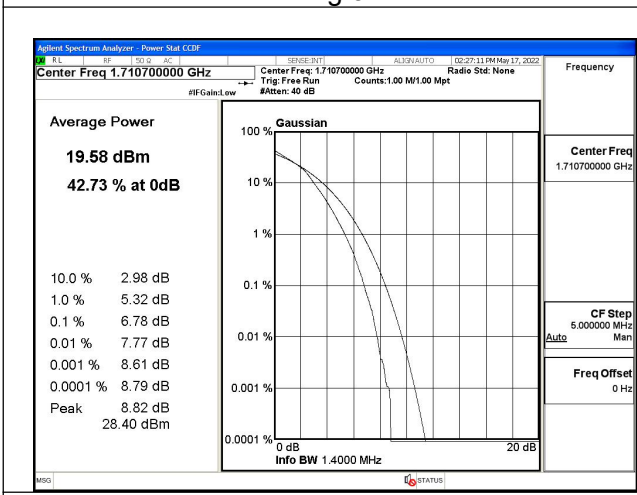 Agilent Spectrum Analyzer - Power Stat CCDF
RL RF 50 Ω AC SENSE:INT ALIGN AUTO 02:27:11 PM May 17, 2022
Center Freq 1.710700000 GHz
Center Freq: 1.710700000 GHz Radio Std: None
Trig: Free Run Counts:1.00 M/1.00 Mpt
#IFGain:Low #Atten: 40 dB
Frequency
Average Power
19.58 dBm
42.73 % at 0dB
10.0 % 2.98 dB
1.0 % 5.32 dB
0.1 % 6.78 dB
0.01 % 7.77 dB
0.001 % 8.61 dB
0.0001 % 8.79 dB
Peak 8.82 dB
28.40 dBm
Gaussian
100 %
10 %
1 %
0.1 %
0.01 %
0.001 %
0.0001 %
0 dB 20 dB
Info BW 1.4000 MHz
Center Freq
1.710700000 GHz
CF Step
5.000000 MHz
Auto Man
Freq Offset
0 Hz
MSG STATUS